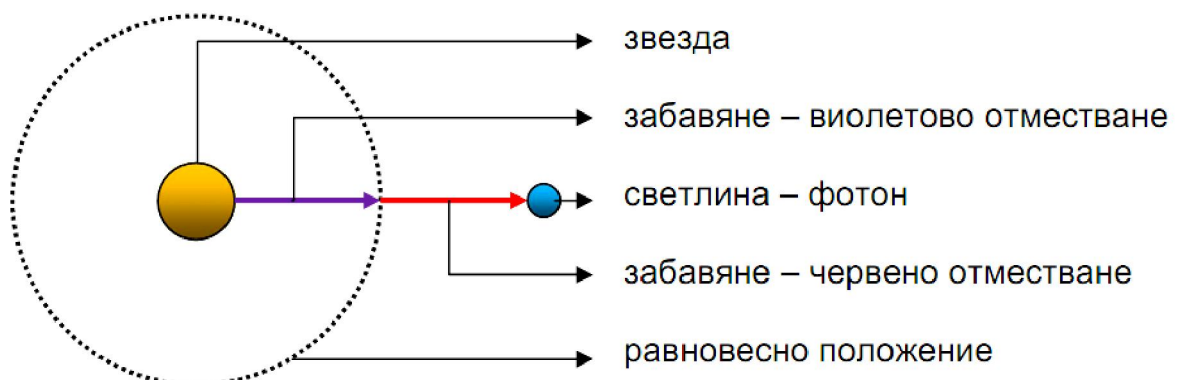 звезда
забавяне – виолетово отместване
светлина – фотон
забавяне – червено отместване
равновесно положение